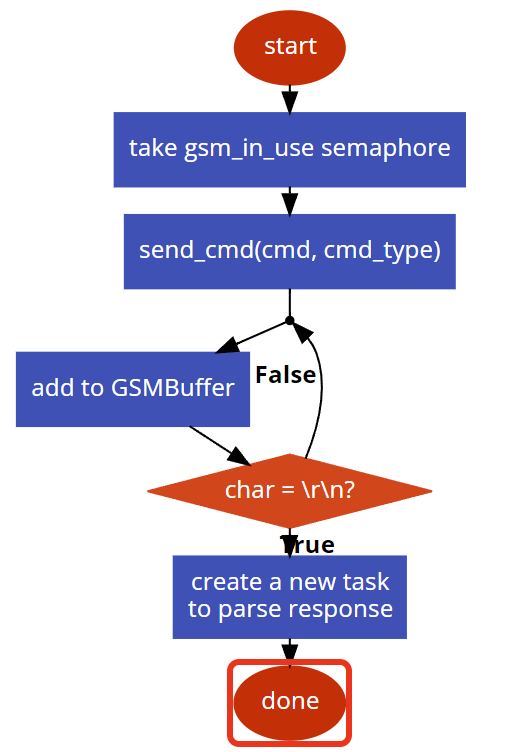 start
take gsm_in_use semaphore
send_cmd(cmd, cmd_type)
add to GSMBuffer
False
char = \r\n?
True
create a new task
to parse response
done